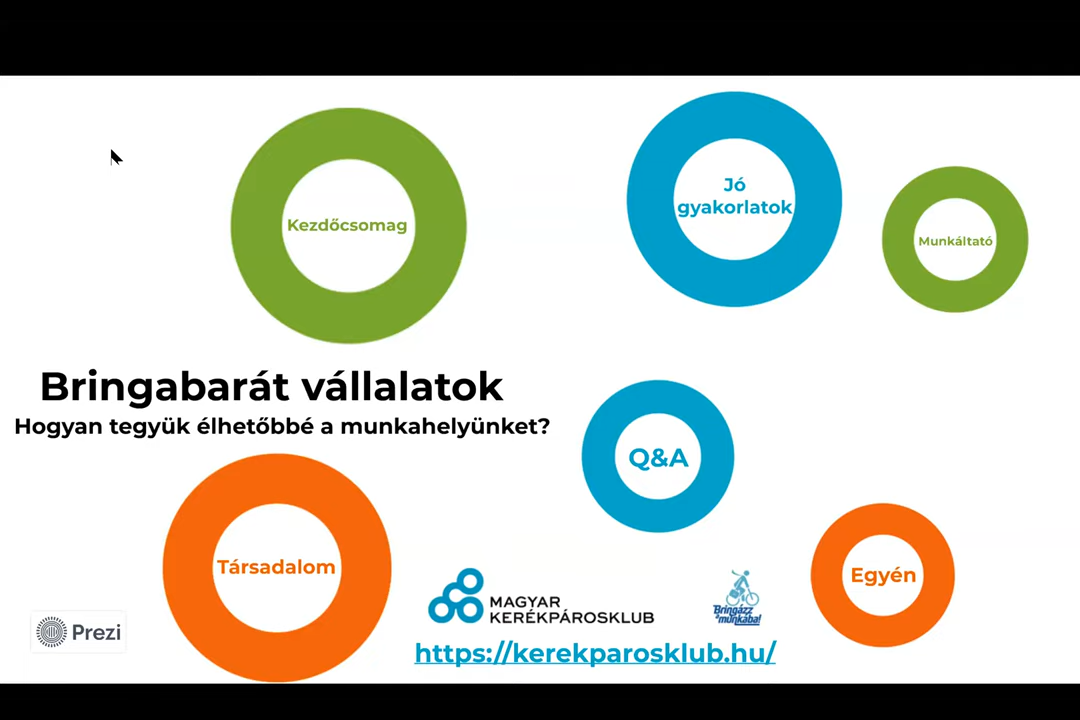 Kezdőcsomag
Jó
gyakorlatok
Munkáltató
Bringabarát vállalatok
Hogyan tegyük élhetőbbé a munkahelyünket?
Q&A
Társadalom
Egyén
MAGYAR
KERÉKPÁROSKLUB
Bringázz
a munkába!
Prezi
https://kerekparosklub.hu/